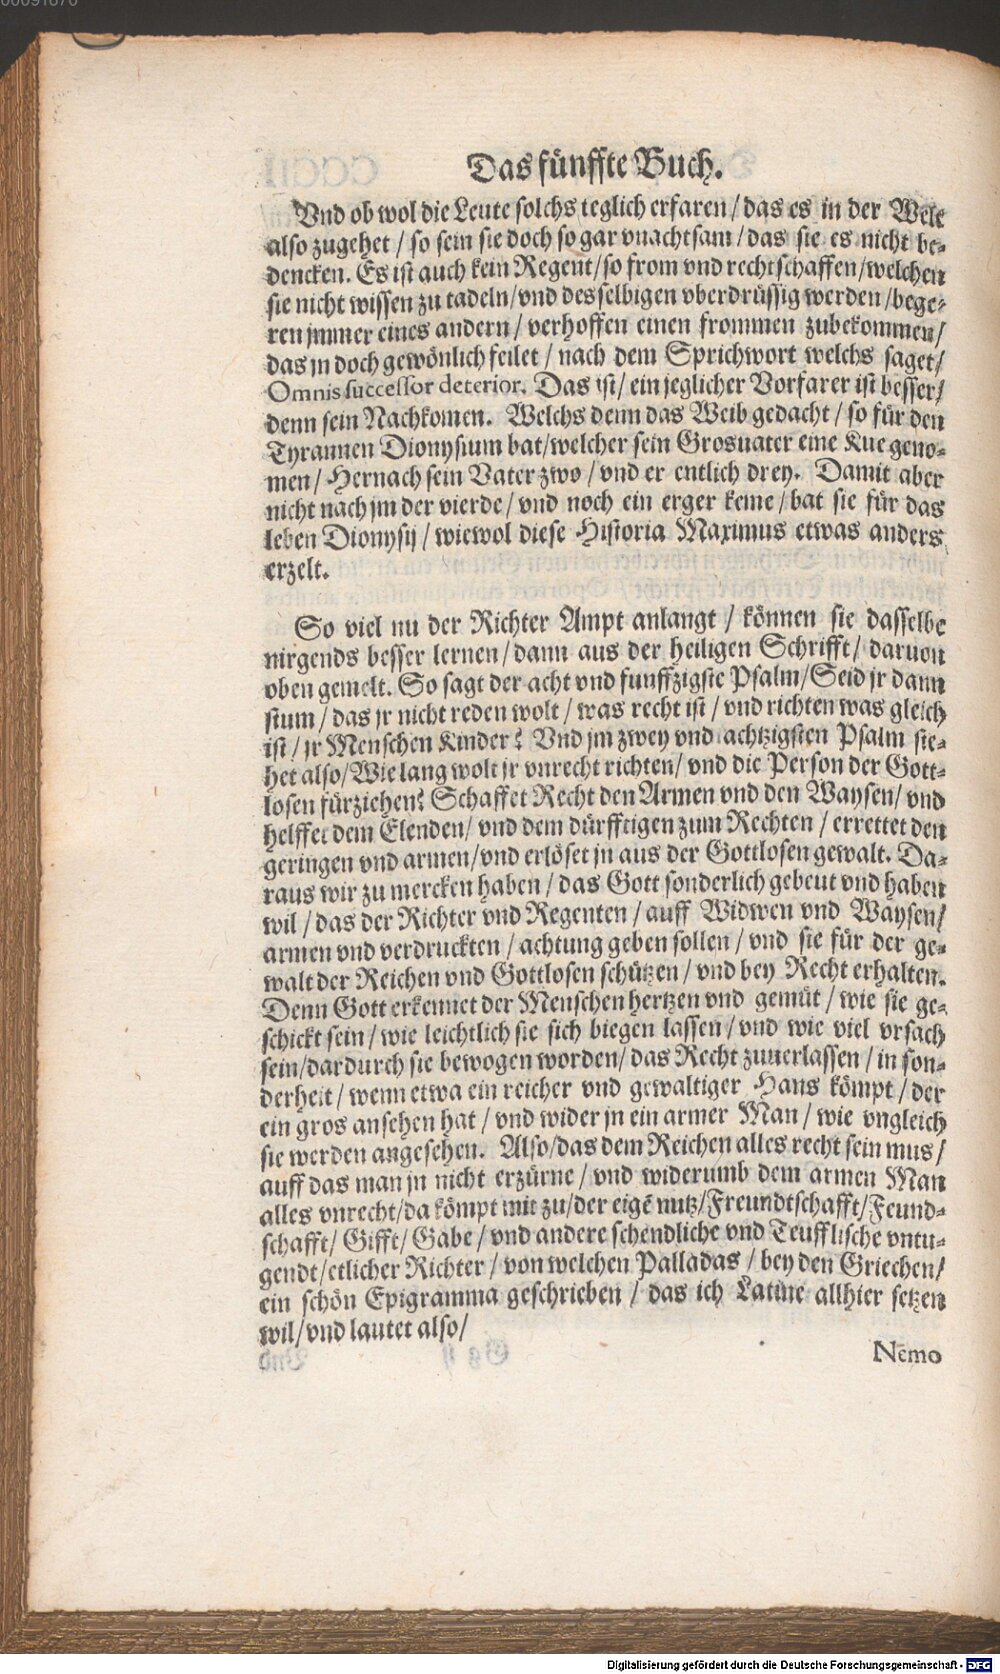 00091670
Das fünffte Buch.
Vnd ob wol die Leute solchs teglich erfaren / das es in der Welt
also zugehet / so sein sie doch so gar vnachtsam / das sie es nicht be-
dencken. Es ist auch kein Regent / so from vnd rechtschaffen / welchen
sie nicht wissen zu tadeln / vnd desselbigen vberdrüssig werden / bege-
ren jmmer eines andern / verhoffen einen frommen zubekommen /
das jn doch gewönlich feilet / nach dem Sprichwort welchs saget /
Omnis successor deterior. Das ist / ein jeglicher Vorfarer ist besser /
denn sein Nachkomen. Welchs denn das Weib gedacht / so für den
Tyrannen Dionysium bat / welcher sein Grosuater eine Kue geno-
men / Hernach sein Vater zwo / vnd er entlich drey. Damit aber
nicht nach jm der vierde / vnd noch ein erger keme / bat sie für das
leben Dionysij / wiewol diese Historia Maximus etwas anders
erzelt.
So viel nu der Richter Ampt anlangt / können sie dasselbe
nirgends besser lernen / dann aus der heiligen Schrifft / daruon
oben gemelt. So sagt der acht vnd funffzigste Psalm / Seid jr dann
stum / das jr nicht reden wolt / was recht ist / vnd richten was gleich
ist / jr Menschen Kinder? Vnd jm zwey vnd achtzigsten Psalm ste-
het also / Wie lang wolt jr vnrecht richten / vnd die Person der Gott-
losen fürziehen? Schaffet Recht den Armen vnd den Waysen / vnd
helffet dem Elenden / vnd dem dürfftigen zum Rechten / errettet den
geringen vnd armen / vnd erlöset jn aus der Gottlosen gewalt. Da-
raus wir zu mercken haben / das Gott sonderlich gebeut vnd haben
wil / das der Richter vnd Regenten / auff Widwen vnd Waysen /
armen vnd verdruckten / achtung geben sollen / vnd sie für der ge-
walt der Reichen vnd Gottlosen schützen / vnd bey Recht erhalten.
Denn Gott erkennet der Menschen hertzen vnd gemüt / wie sie ge-
schickt sein / wie leichtlich sie sich biegen lassen / vnd wie viel vrsach
sein / dardurch sie bewogen worden / das Recht zuuerlassen / in son-
derheit / wenn etwa ein reicher vnd gewaltiger Hans kömpt / der
ein gros ansehen hat / vnd wider jn ein armer Man / wie vngleich
sie werden angesehen. Also / das dem Reichen alles recht sein mus /
auff das man jn nicht erzürne / vnd widerumb dem armen Man
alles vnrecht / da kömpt mit zu / der eigē nutz / Freundtschafft / Feund-
schafft / Gifft / Gabe / vnd andere schendliche vnd Teufflische vntu-
gendt / etlicher Richter / von welchen Palladas / bey den Griechen /
ein schön Epigramma geschrieben / das ich Latine allhier setzen
wil / vnd lautet also /
Nemo
Digitalisierung gefördert durch die Deutsche Forschungsgemeinschaft - DFG